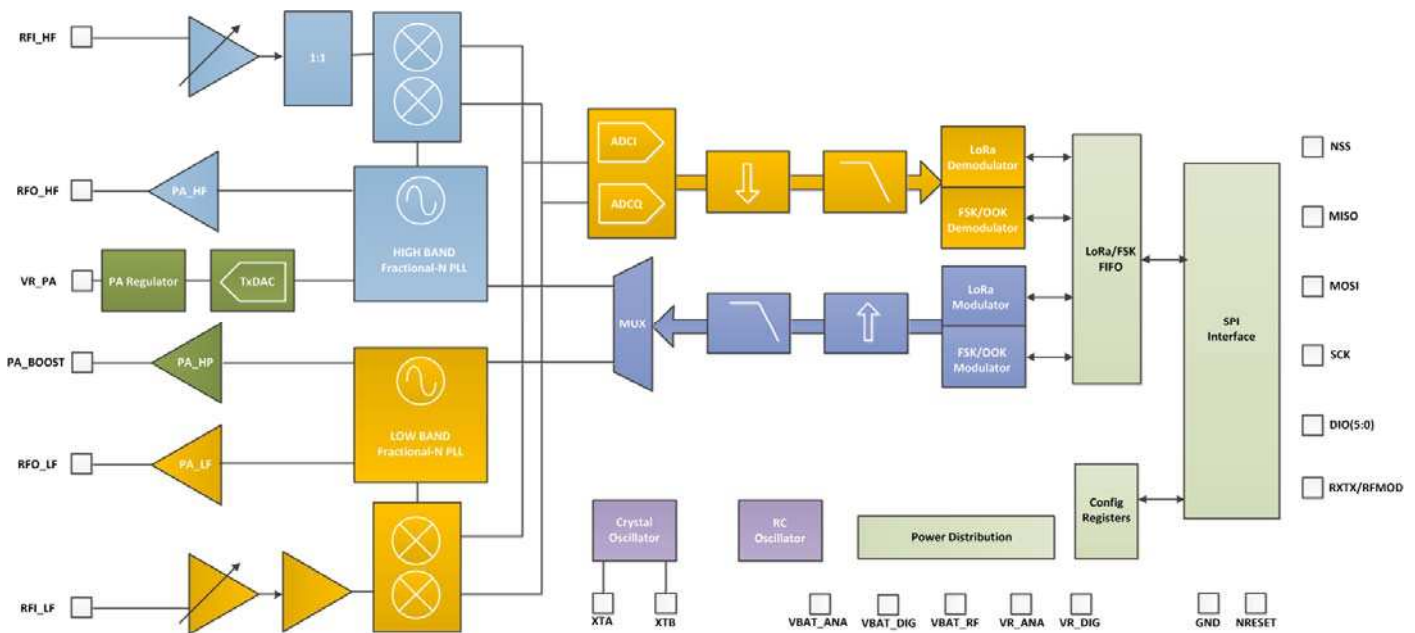 RFI_HF
1:1
RFO_HF
PA_HF
HIGH BAND
Fractional-N PLL
VR_PA
PA Regulator
TxDAC
PA_BOOST
PA_HP
LOW BAND
Fractional-N PLL
RFO_LF
PA_LF
RFI_LF
ADCI
ADCQ
LoRa
Demodulator
FSK/OOK
Demodulator
MUX
LoRa
Modulator
FSK/OOK
Modulator
LoRa/FSK
FIFO
SPI
Interface
NSS
MISO
MOSI
SCK
DIO(5:0)
RXTX/RFMOD
Crystal
Oscillator
RC
Oscillator
Power Distribution
Config
Registers
XTA
XTB
VBAT_ANA
VBAT_DIG
VBAT_RF
VR_ANA
VR_DIG
GND
NRESET